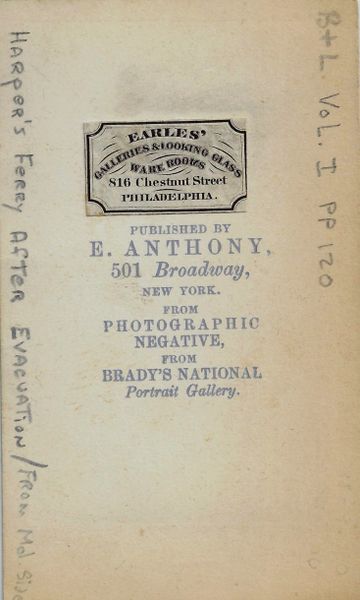 EARLES'
GALLERIES & LOOKING GLASS
WARE ROOMS
816 Chestnut Street
PHILADELPHIA.
PUBLISHED BY
E. ANTHONY,
501 Broadway,
NEW YORK.
FROM
PHOTOGRAPHIC
NEGATIVE,
FROM
BRADY'S NATIONAL
Portrait Gallery.
B+L. Vol. I pp 120
HARPER'S FERRY AFTER EVACUATION/FROM Md. Side